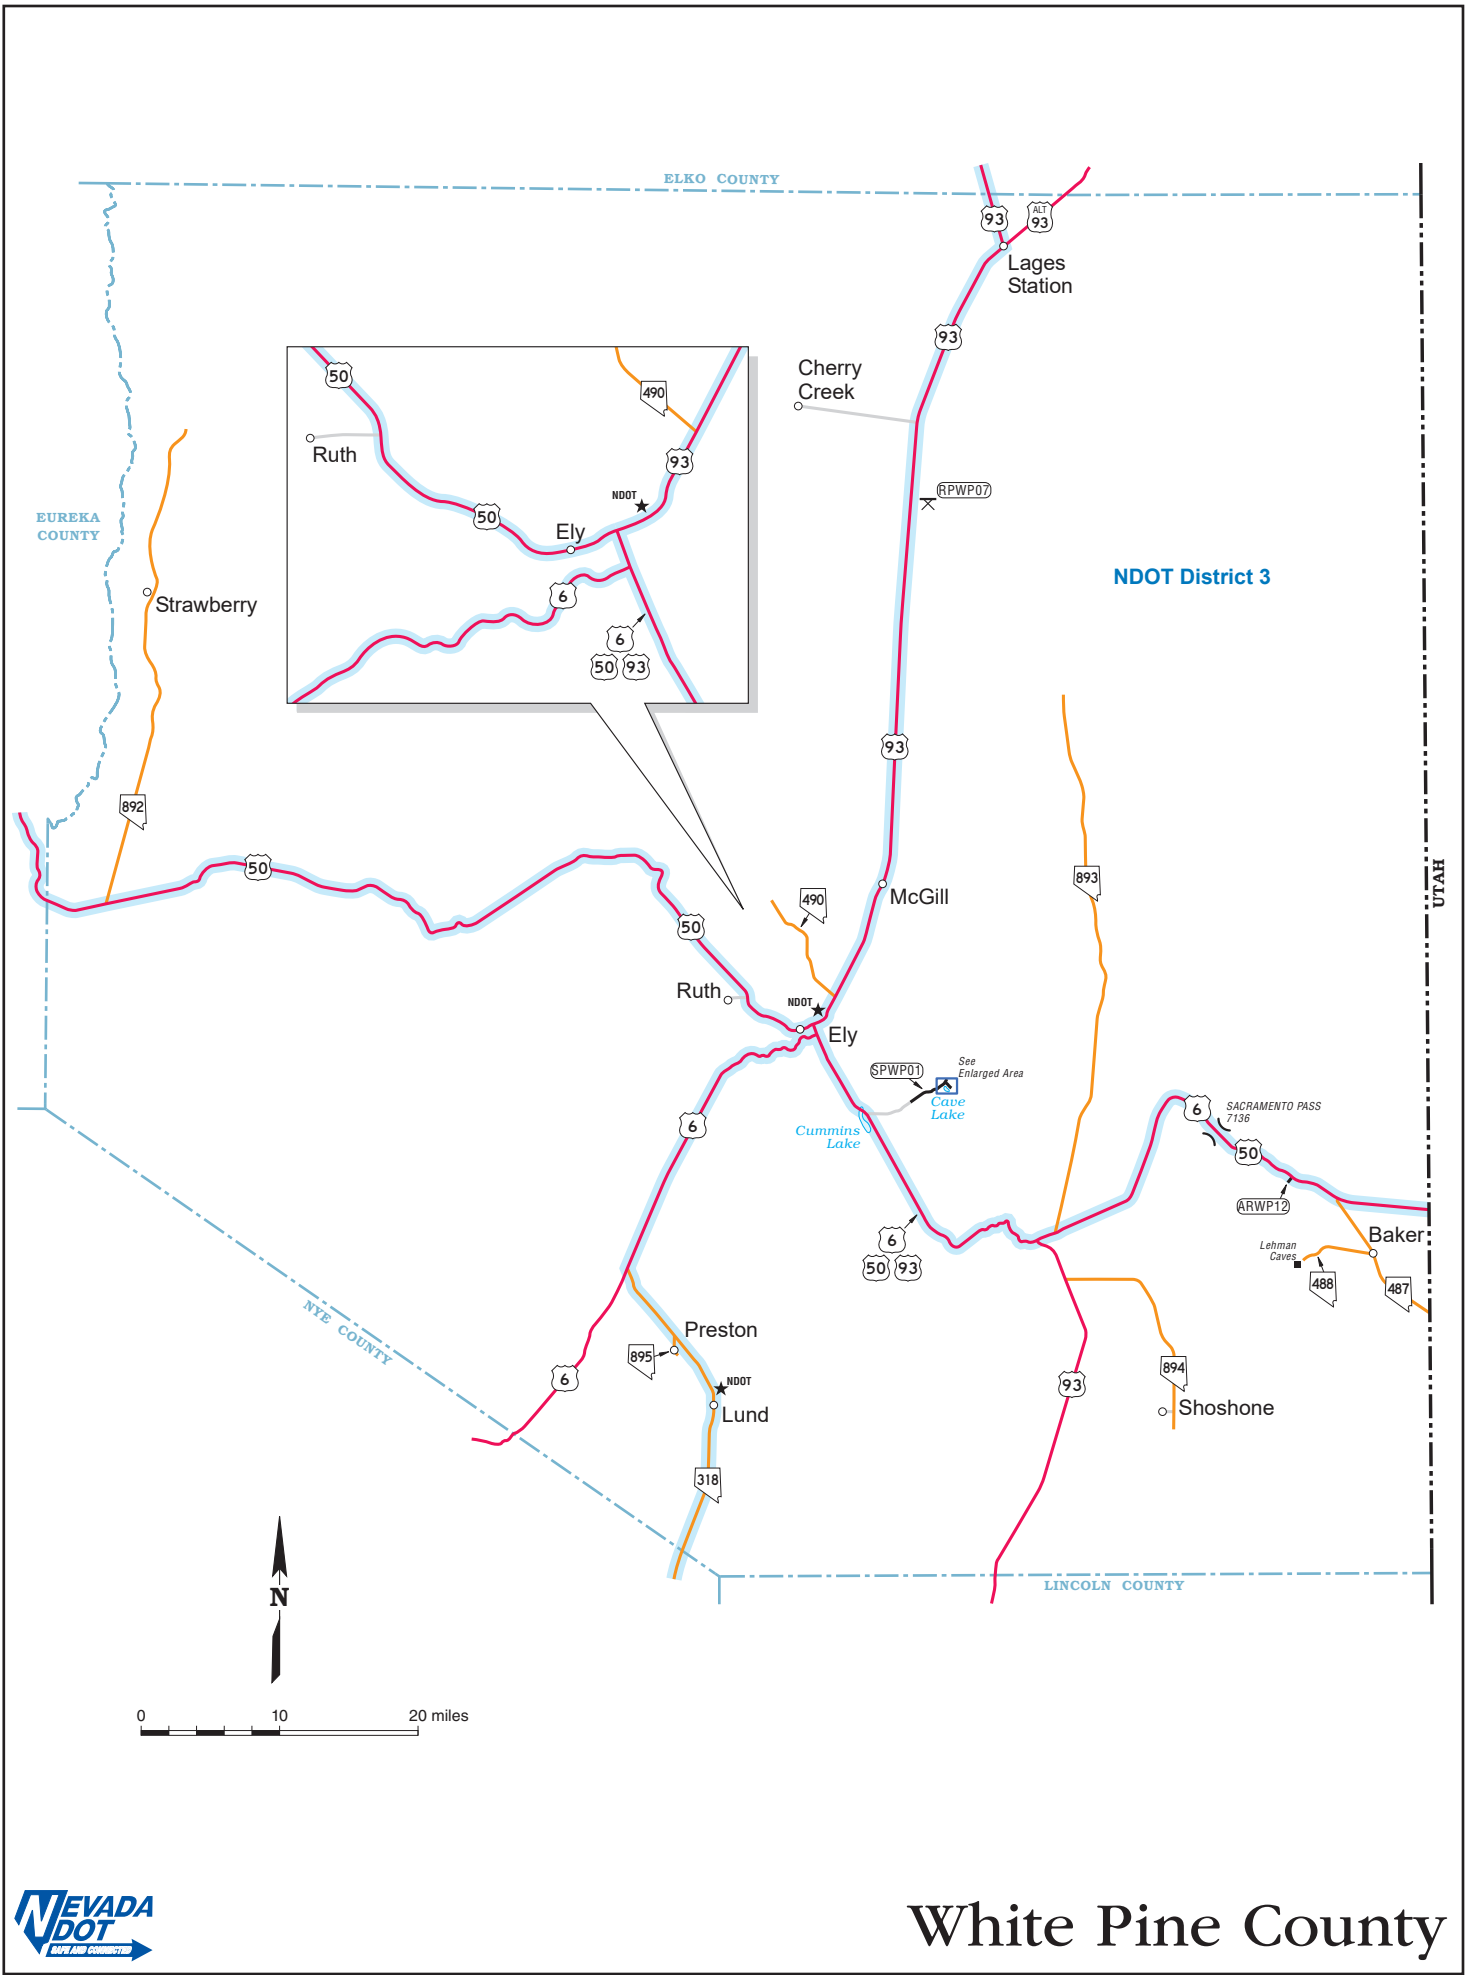 ELKO COUNTY
93
ALT
93
Lages
Station
93
Cherry
Creek
50
490
Ruth
93
NDOT
50
Ely
6
6
50 93
RPWP07
EUREKA
COUNTY
NDOT District 3
Strawberry
93
892
50
893
UTAH
McGill
490
50
Ruth
NDOT
Ely
SPWP01
See
Enlarged Area
Cave
Lake
Cummins
Lake
6
6
SACRAMENTO PASS
7136
50
ARWP12
6
50 93
Baker
Lehman
Caves
488
487
NYE COUNTY
Preston
895
6
NDOT
Lund
894
93
Shoshone
318
LINCOLN COUNTY
N
0 10 20 miles
NEVADA
DOT
SAFE AND CONNECTED
White Pine County